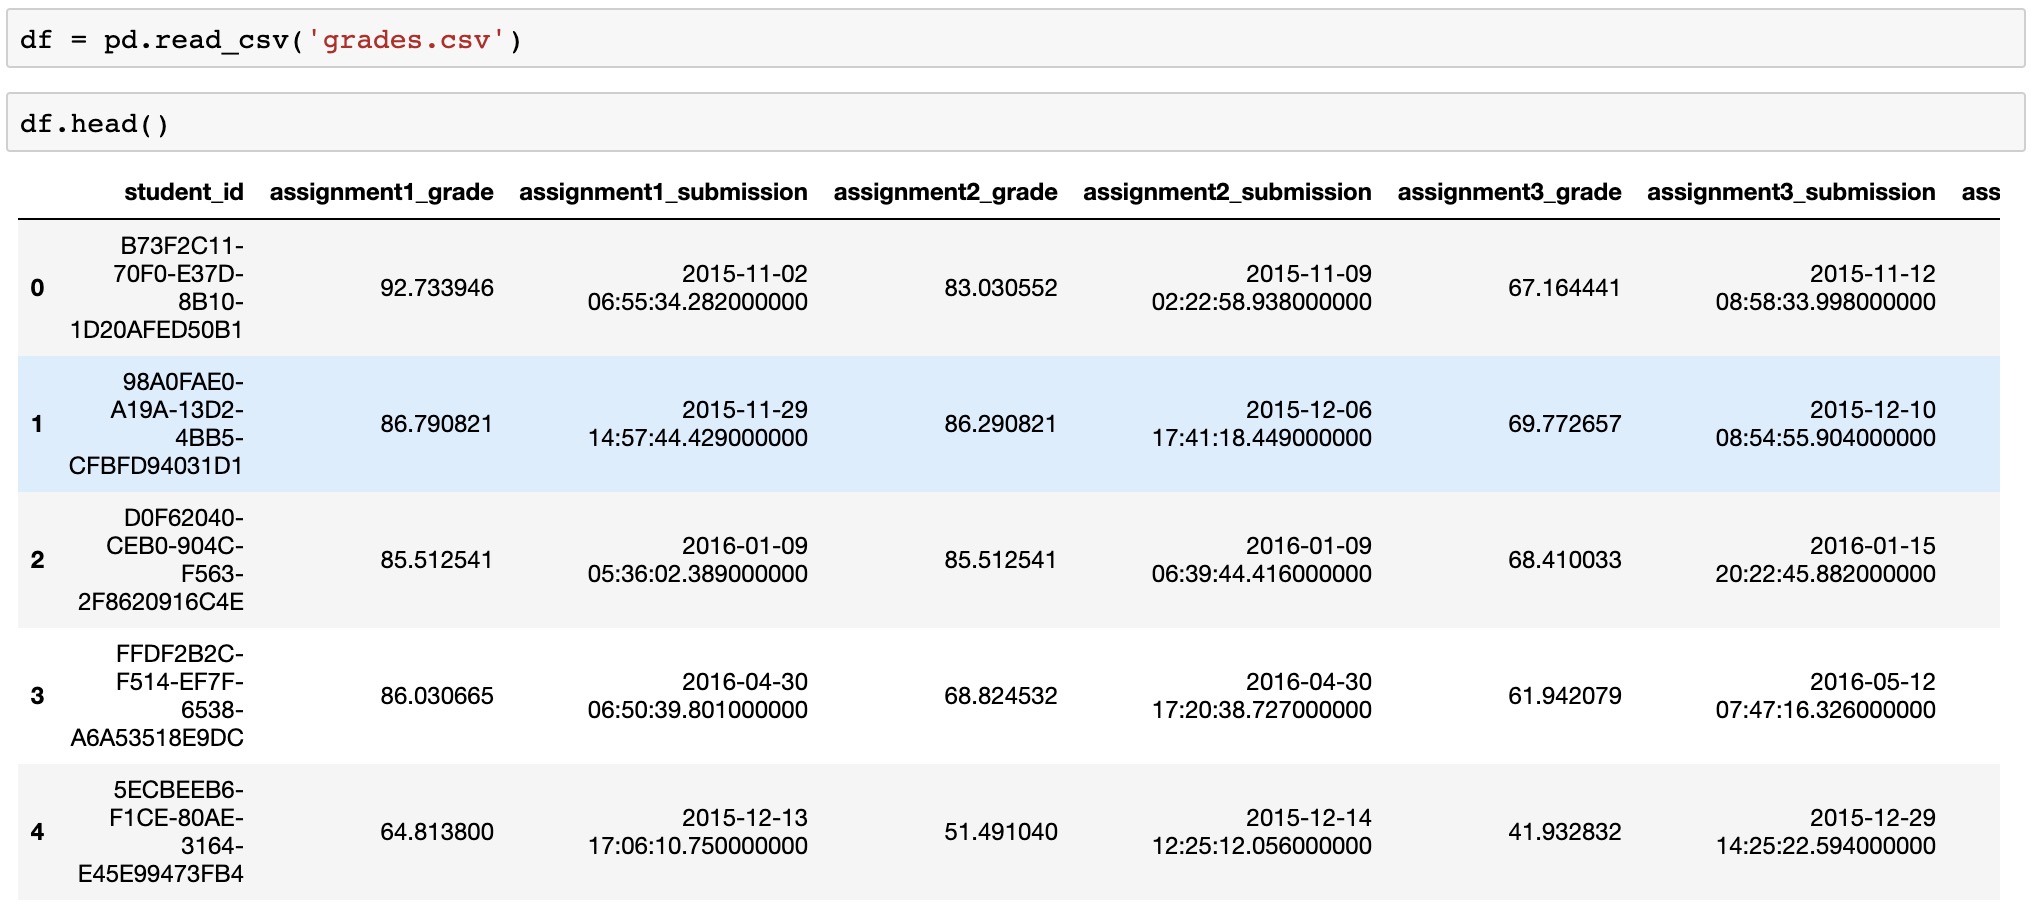 df = pd.read_csv('grades.csv')
df.head()
student_id assignment1_grade assignment1_submission assignment2_grade assignment2_submission assignment3_grade assignment3_submission ass
B73F2C11-
70F0-E37D- 2015-11-02 2015-11-09 2015-11-12
0 92.733946 83.030552 67.164441
8B10- 06:55:34.282000000 02:22:58.938000000 08:58:33.998000000
1D20AFED50B1
98A0FAE0-
A19A-13D2- 2015-11-29 2015-12-06 2015-12-10
1 86.790821 86.290821 69.772657
4BB5- 14:57:44.429000000 17:41:18.449000000 08:54:55.904000000
CFBFD94031D1
D0F62040-
CEB0-904C- 2016-01-09 2016-01-09 2016-01-15
2 85.512541 85.512541 68.410033
F563- 05:36:02.389000000 06:39:44.416000000 20:22:45.882000000
2F8620916C4E
FFDF2B2C-
F514-EF7F- 2016-04-30 2016-04-30 2016-05-12
3 86.030665 68.824532 61.942079
6538- 06:50:39.801000000 17:20:38.727000000 07:47:16.326000000
A6A53518E9DC
5ECBEEB6-
F1CE-80AE- 2015-12-13 2015-12-14 2015-12-29
4 64.813800 51.491040 41.932832
3164- 17:06:10.750000000 12:25:12.056000000 14:25:22.594000000
E45E99473FB4